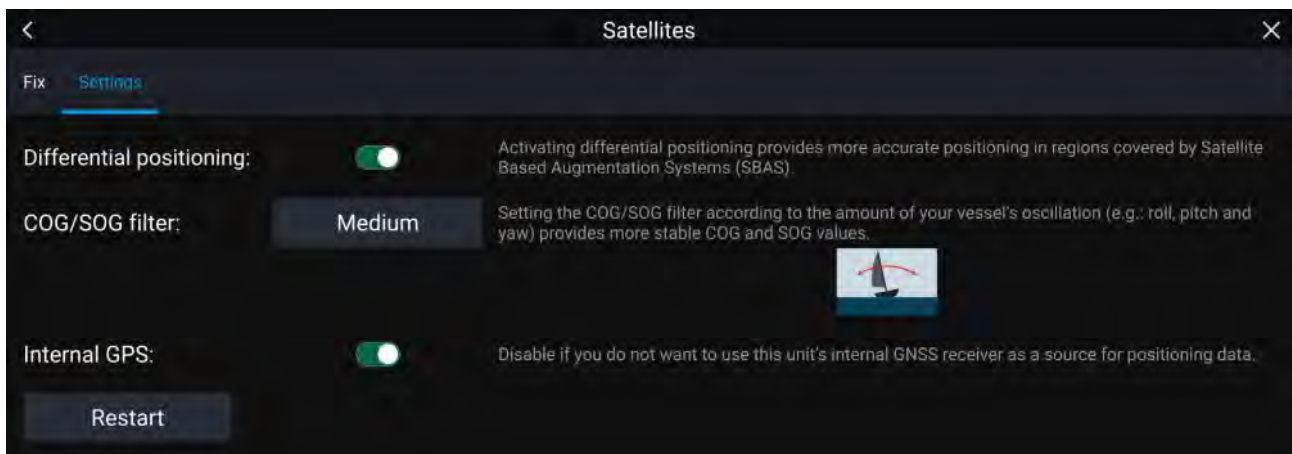 Satellites
Fix Settings
Differential positioning:
Activating differential positioning provides more accurate positioning in regions covered by Satellite
Based Augmentation Systems (SBAS)
COG/SOG filter:
Medium
Setting the COG/SOG filter according to the amount of your vessel's oscillation (e.g.: roll, pitch and
yaw) provides more stable COG and SOG values.
Internal GPS:
Disable if you do not want to use this unit's internal GNSS receiver as a source for positioning data.
Restart